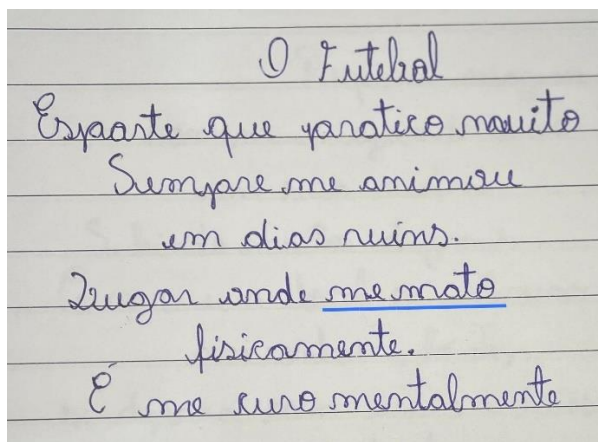 O Futebol
Esporte que pratico muito
Sempre me animou
em dias ruins.
Lugar onde me mato
fisicamente.
É me curo mentalmente